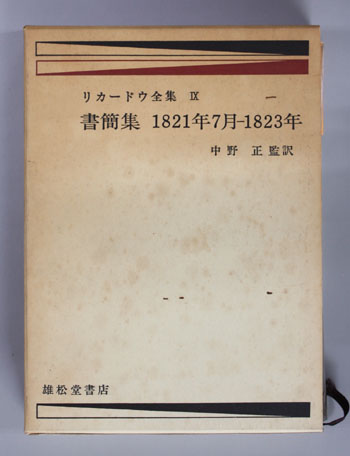 リカードウ全集 Ⅸ
書簡集 1821年7月-1823年
中野 正監訳
雄松堂書店